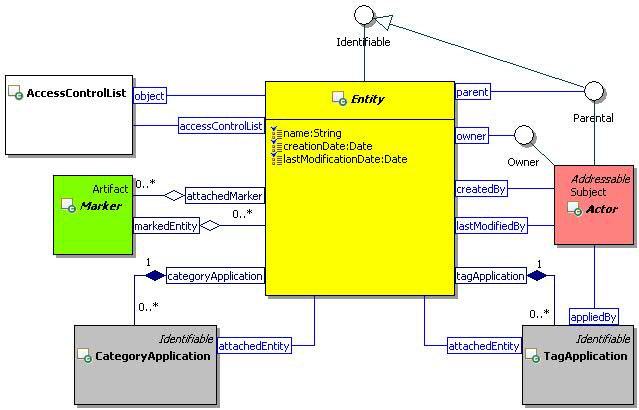 Identifiable
AccessControlList
object
Entity
parent
Parental
accessControlList
name:String
creationDate:Date
lastModificationDate:Date
owner
Owner
Artifact
Marker
0..*
attachedMarker
markedEntity
0..*
createdBy
lastModifiedBy
Addressable
Subject
Actor
1
categoryApplication
0..*
tagApplication
1
0..*
appliedBy
Identifiable
CategoryApplication
attachedEntity
attachedEntity
Identifiable
TagApplication